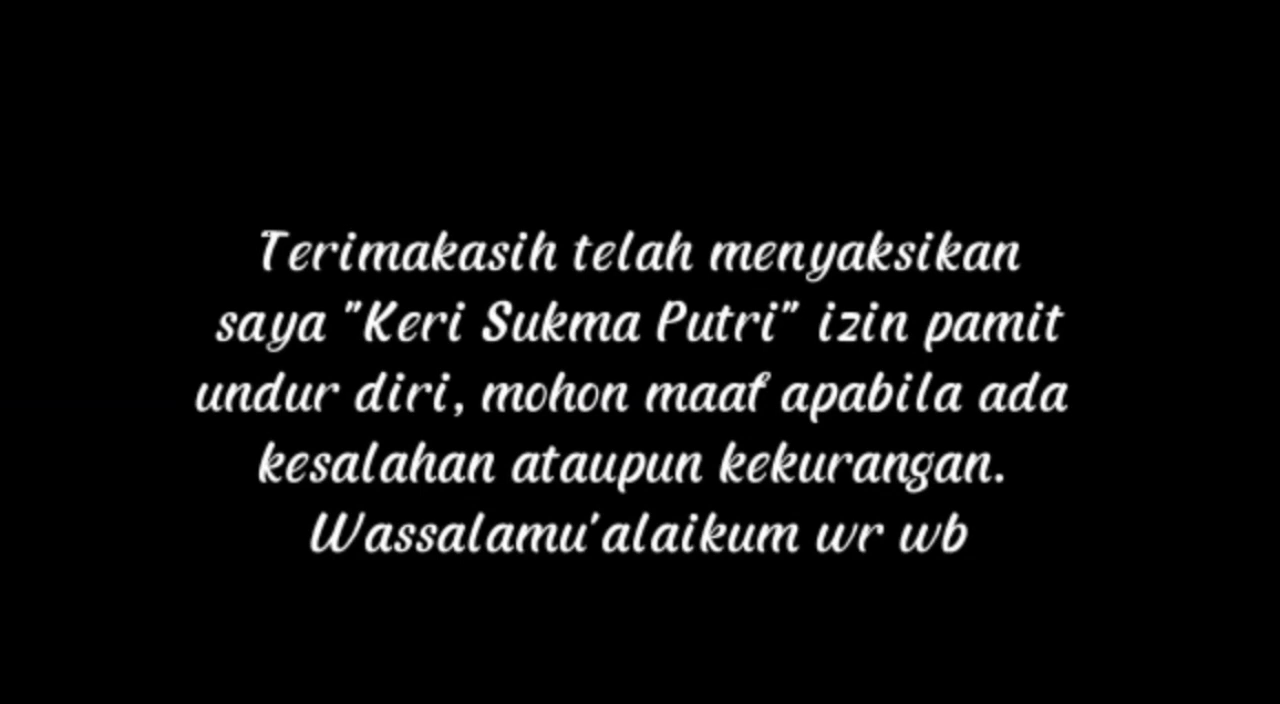 Terimakasih telah menyaksikan
saya "Keri Sukma Putri" izin pamit
undur diri, mohon maaf apabila ada
kesalahan ataupun kekurangan.
Wassalamu'alaikum wr wb